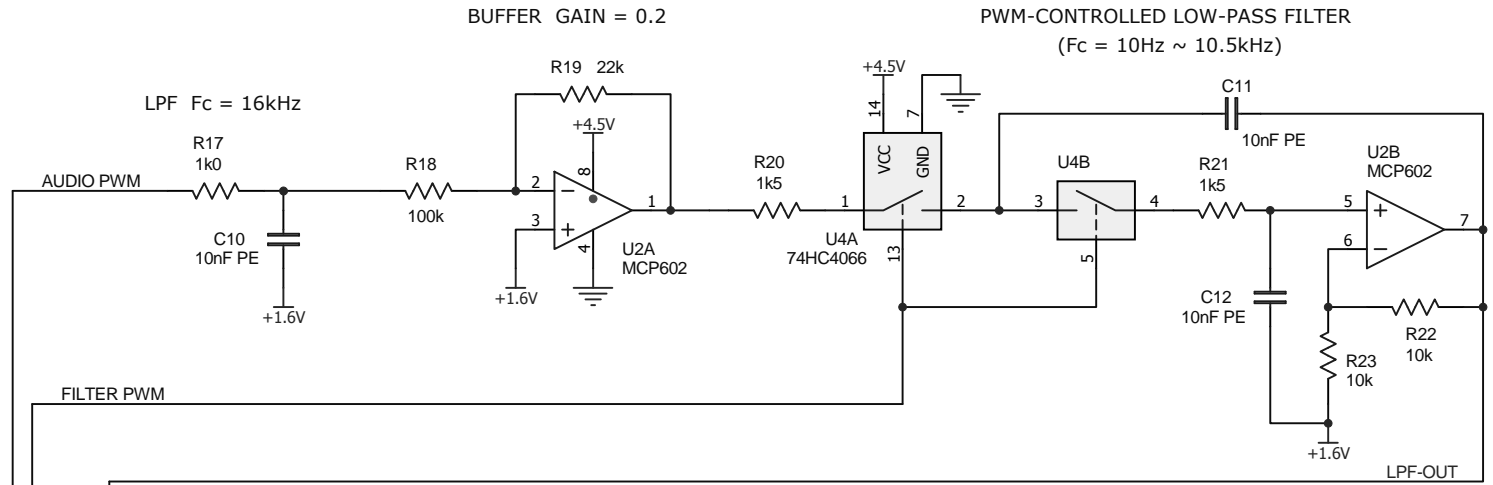 BUFFER GAIN = 0.2
PWM-CONTROLLED LOW-PASS FILTER
(Fc = 10Hz ~ 10.5kHz)
R19 22k
+4.5V
C11
LPF Fc = 16kHz
14
7
+4.5V
10nF PE
R17
1k0
R18
8
R20
1k5
VCC
GND
U4B
R21
1k5
U2B
MCP602
AUDIO PWM
2
1
1
2
3
4
5
7
100k
3
6
C10
10nF PE
4
U2A
MCP602
U4A
74HC4066
13
5
+1.6V
+1.6V
C12
10nF PE
R22
10k
R23
10k
FILTER PWM
+1.6V
LPF-OUT